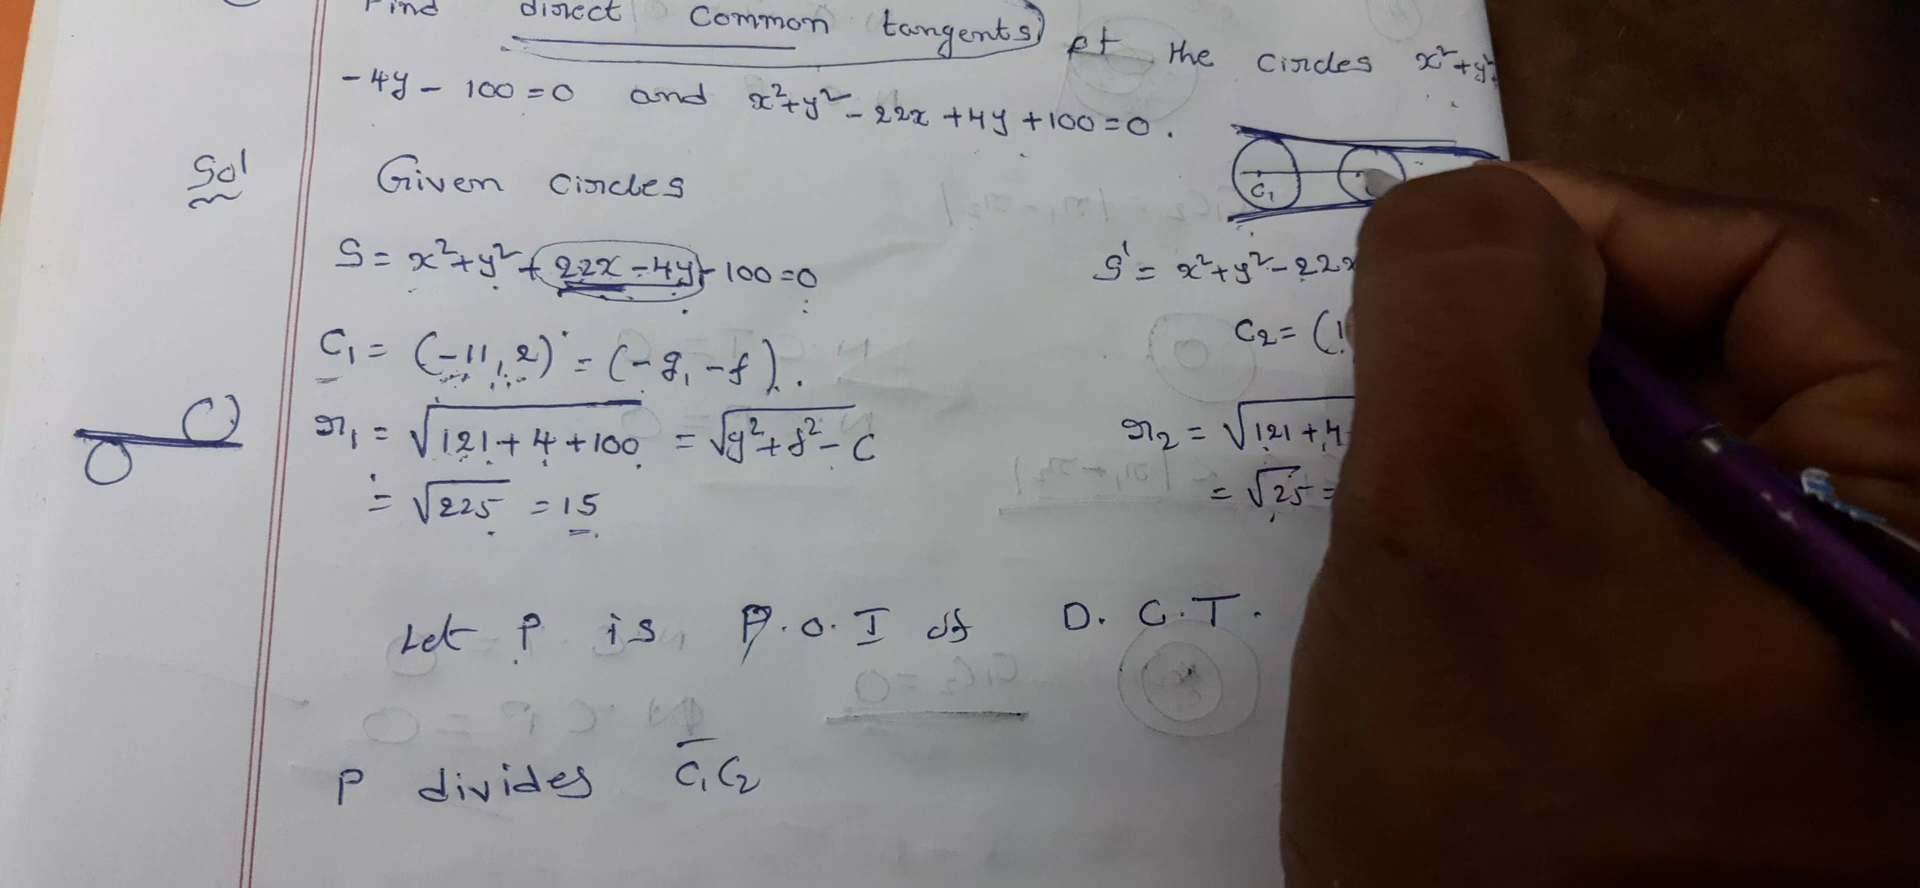 Find direct common tangents of the circles x²+y²
-4y - 100 = 0 and x²+y² - 22x + 4y + 100 = 0.
Sol Given circles
C₁
S = x²+y² + 22x - 4y - 100 = 0 S' = x²+y² - 22x
C₁ = (-11, 2) = (-g, -f). C₂ = (1
r₁ = √121 + 4 + 100 = √g²+f²-c r₂ = √121 + 4
= √225 = 15 = √25 =
Let P is P.O.I of D.C.T.
P divides C₁C₂